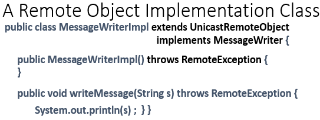 A Remote Object Implementation Class
public class MessageWriterImpl extends UnicastRemoteObject
implements MessageWriter {
public MessageWriterImpl() throws RemoteException {
}
public void writeMessage(String s) throws RemoteException {
System.out.println(s) ; } }